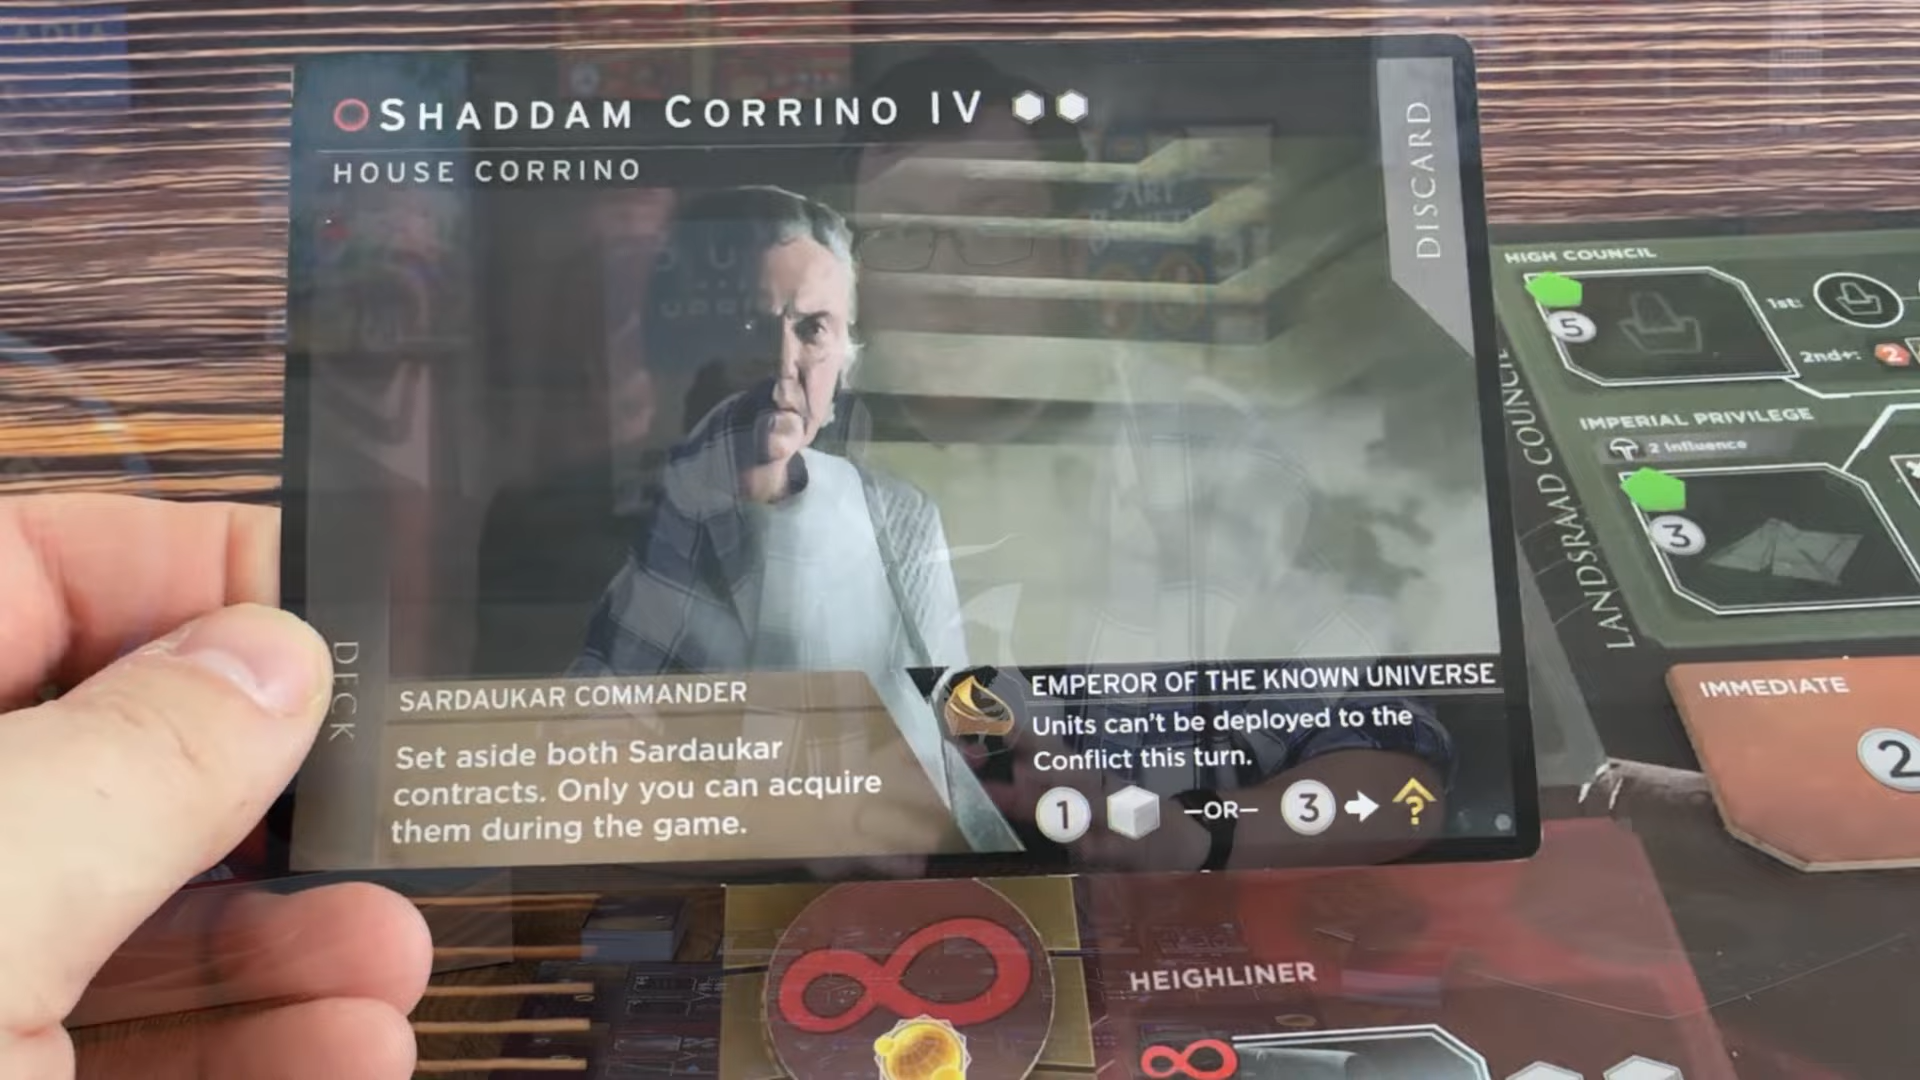 SHADDAM CORRINO IV
HOUSE CORRINO
DISCARD
DECK
SARDAUKAR COMMANDER
Set aside both Sardaukar
contracts. Only you can acquire
them during the game.
EMPEROR OF THE KNOWN UNIVERSE
Units can't be deployed to the
Conflict this turn.
1 —OR— 3 ?
HIGH COUNCIL
5
1st:
2nd+: 2
IMPERIAL PRIVILEGE
2 Influence
3
LANDSRAAD COUNCIL
IMMEDIATE
2
HEIGHLINER